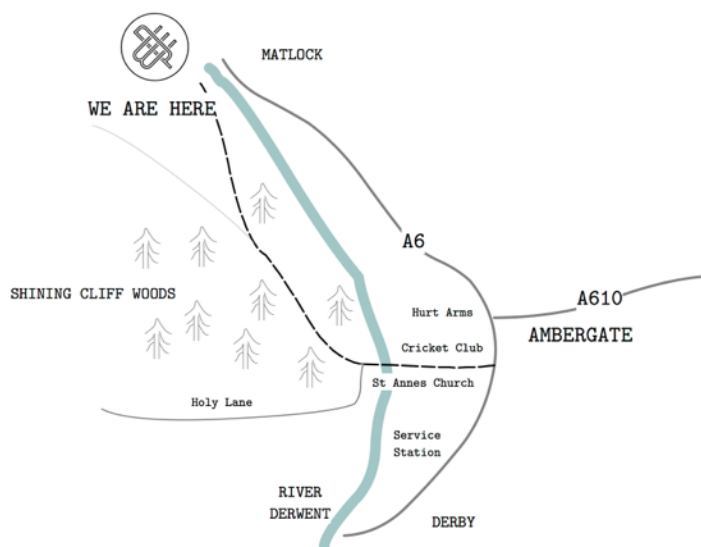 MATLOCK
WE ARE HERE
A6
SHINING CLIFF WOODS
A610
Hurt Arms
AMBERGATE
Cricket Club
St Annes Church
Holy Lane
Service
Station
RIVER
DERWENT
DERBY